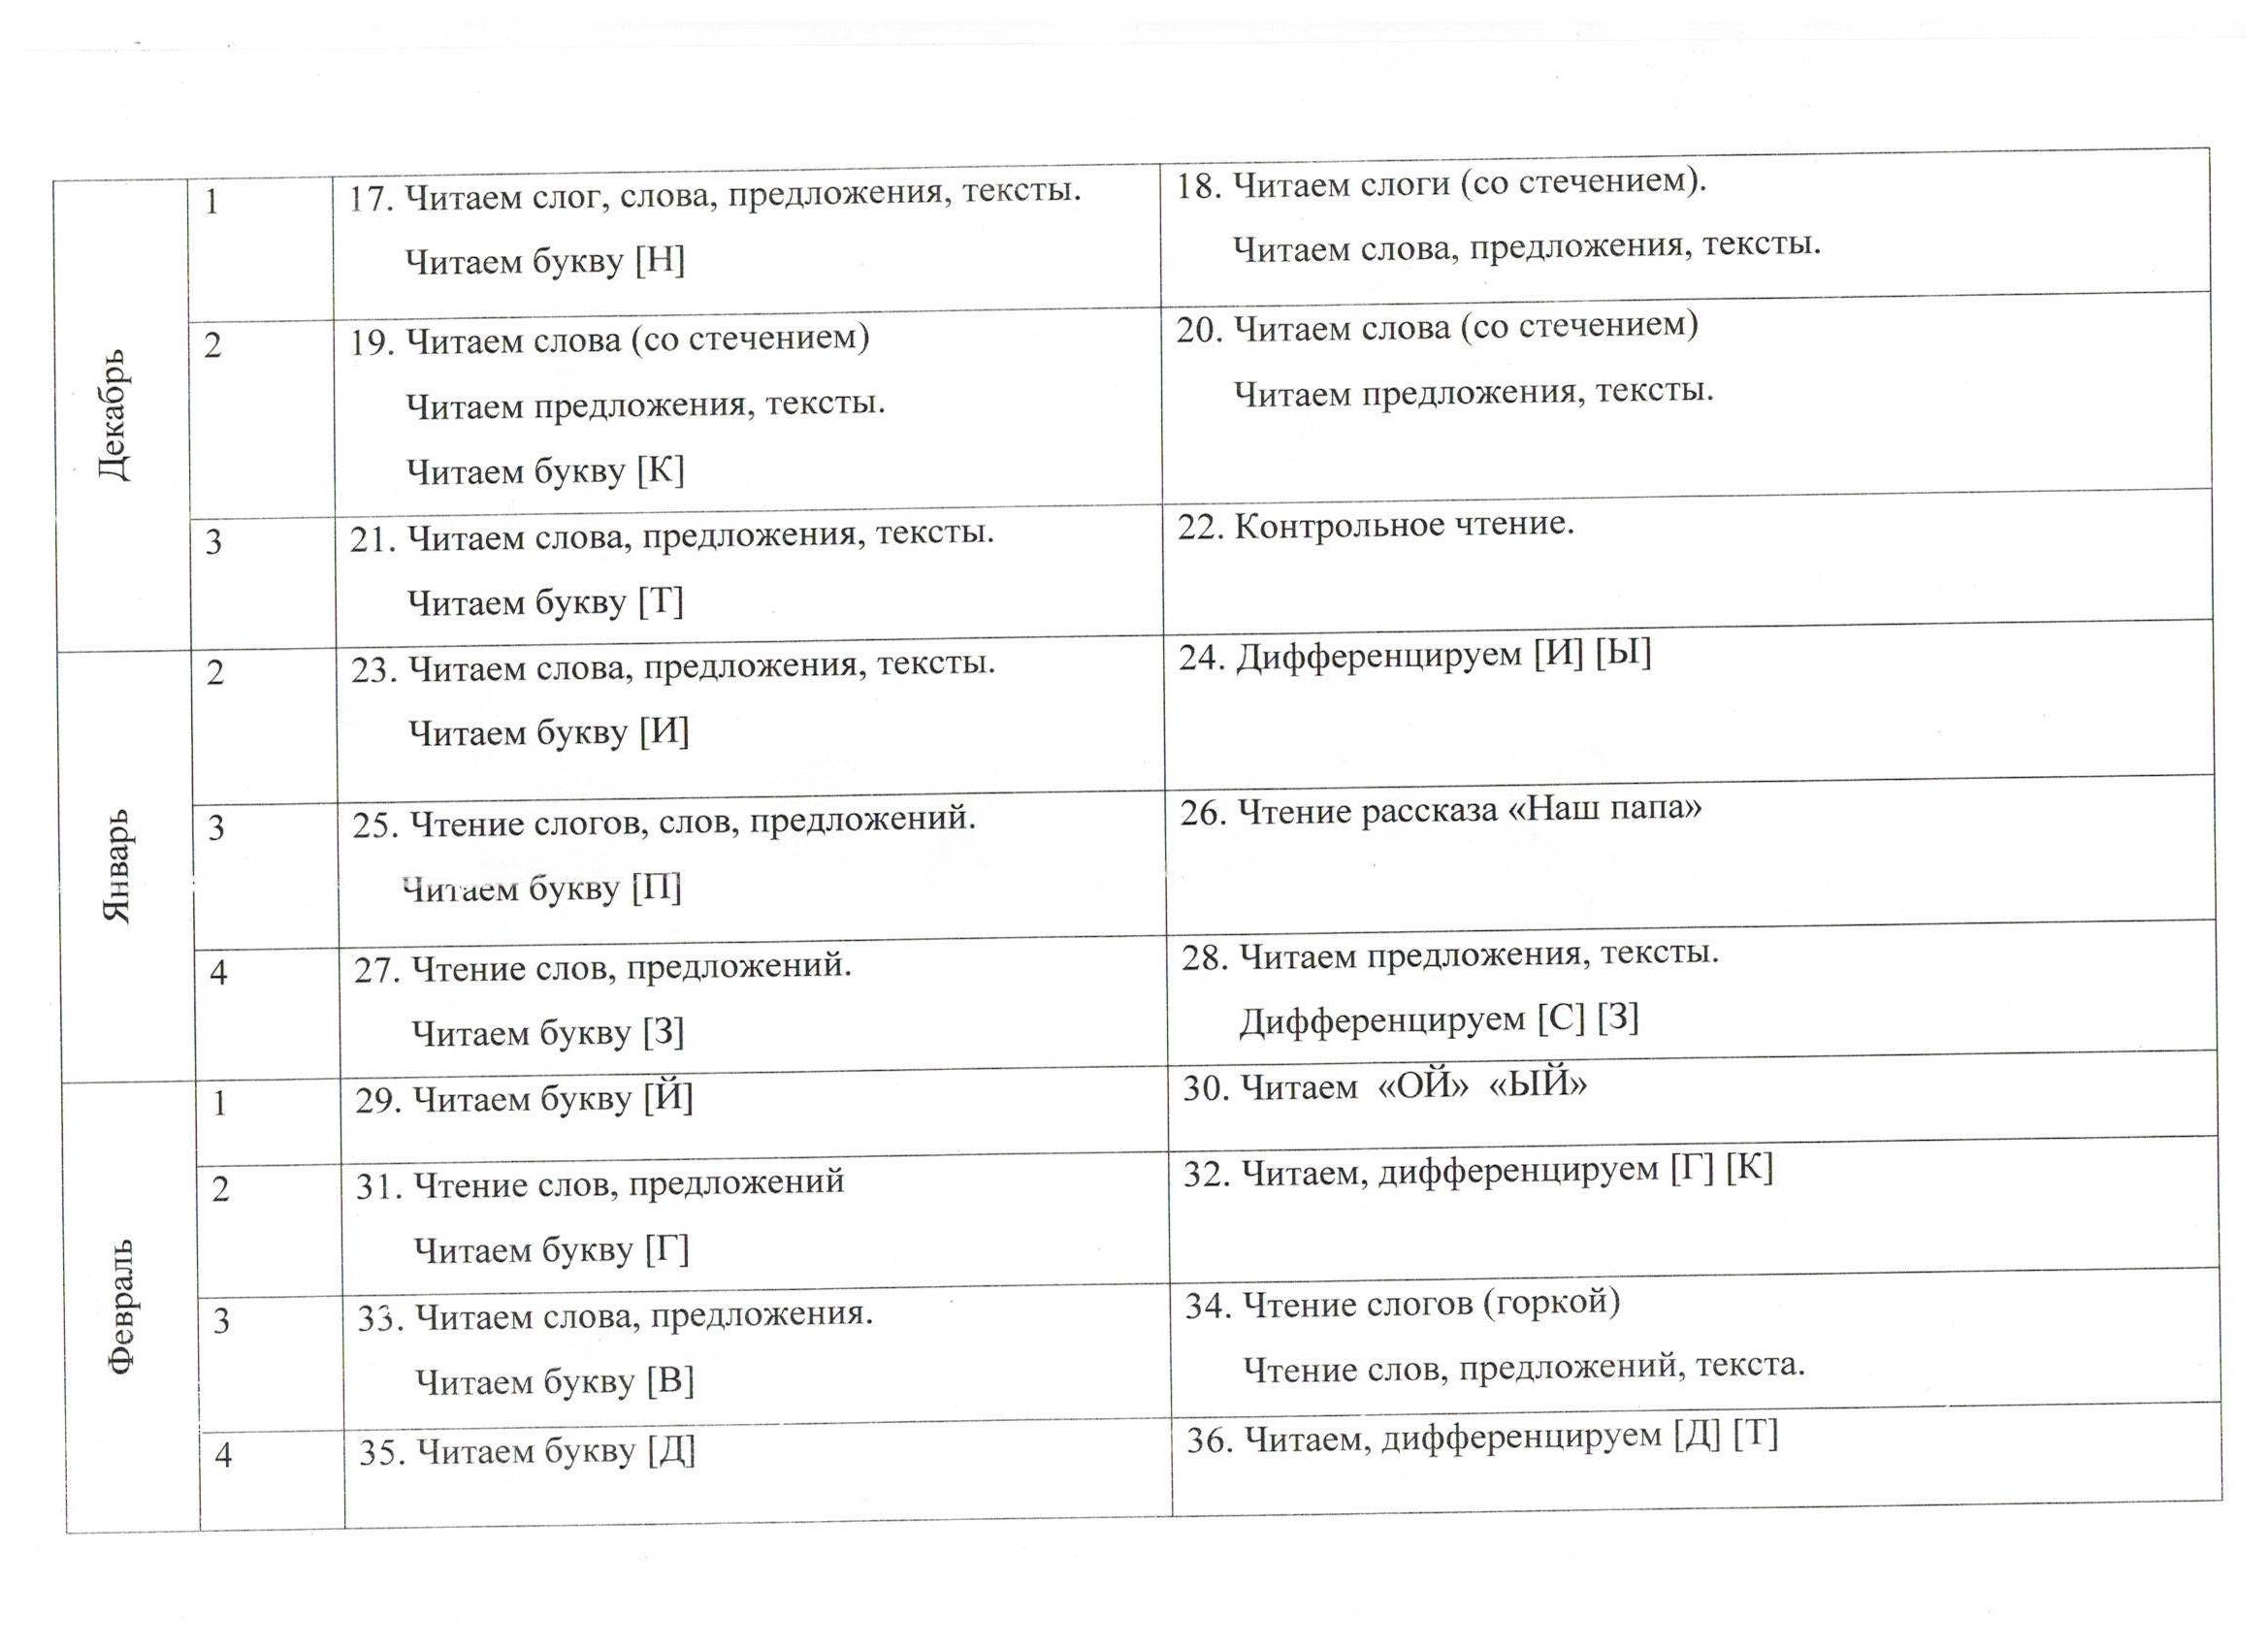 Декабрь
1
17. Читаем слог, слова, предложения, тексты.
Читаем букву [Н]
18. Читаем слоги (со стечением).
Читаем слова, предложения, тексты.
2
19. Читаем слова (со стечением)
Читаем предложения, тексты.
Читаем букву [К]
20. Читаем слова (со стечением)
Читаем предложения, тексты.
3
21. Читаем слова, предложения, тексты.
Читаем букву [Т]
22. Контрольное чтение.
Январь
2
23. Читаем слова, предложения, тексты.
Читаем букву [И]
24. Дифференцируем [И] [Ы]
3
25. Чтение слогов, слов, предложений.
Читаем букву [П]
26. Чтение рассказа «Наш папа»
4
27. Чтение слов, предложений.
Читаем букву [З]
28. Читаем предложения, тексты.
Дифференцируем [С] [З]
Февраль
1
29. Читаем букву [Й]
30. Читаем «ОЙ» «ЫЙ»
2
31. Чтение слов, предложений
Читаем букву [Г]
32. Читаем, дифференцируем [Г] [К]
3
33. Читаем слова, предложения.
Читаем букву [В]
34. Чтение слогов (горкой)
Чтение слов, предложений, текста.
4
35. Читаем букву [Д]
36. Читаем, дифференцируем [Д] [Т]